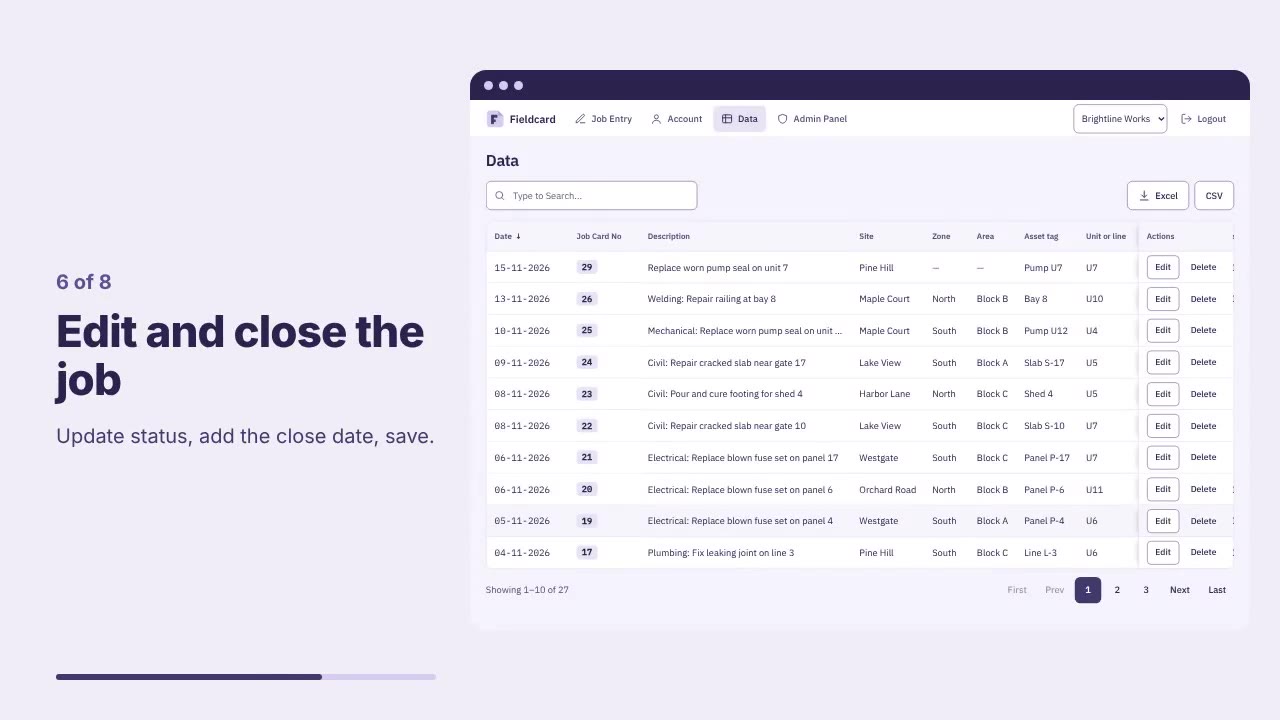 6 of 8
Edit and close the
job
Update status, add the close date, save.
Fieldcard Job Entry Account Data Admin Panel Brightline Works Logout
Data
Type to Search... Excel CSV
Date ↓ Job Card No Description Site Zone Area Asset tag Unit or line Actions
15-11-2026 29 Replace worn pump seal on unit 7 Pine Hill — — Pump U7 U7 Edit Delete
13-11-2026 26 Welding: Repair railing at bay 8 Maple Court North Block B Bay 8 U10 Edit Delete
10-11-2026 25 Mechanical: Replace worn pump seal on unit ... Maple Court South Block B Pump U12 U4 Edit Delete
09-11-2026 24 Civil: Repair cracked slab near gate 17 Lake View South Block A Slab S-17 U5 Edit Delete
08-11-2026 23 Civil: Pour and cure footing for shed 4 Harbor Lane North Block C Shed 4 U5 Edit Delete
08-11-2026 22 Civil: Repair cracked slab near gate 10 Lake View South Block C Slab S-10 U7 Edit Delete
06-11-2026 21 Electrical: Replace blown fuse set on panel 17 Westgate South Block C Panel P-17 U7 Edit Delete
06-11-2026 20 Electrical: Replace blown fuse set on panel 6 Orchard Road North Block B Panel P-6 U11 Edit Delete
05-11-2026 19 Electrical: Replace blown fuse set on panel 4 Westgate South Block A Panel P-4 U6 Edit Delete
04-11-2026 17 Plumbing: Fix leaking joint on line 3 Pine Hill South Block C Line L-3 U6 Edit Delete
Showing 1–10 of 27 First Prev 1 2 3 Next Last